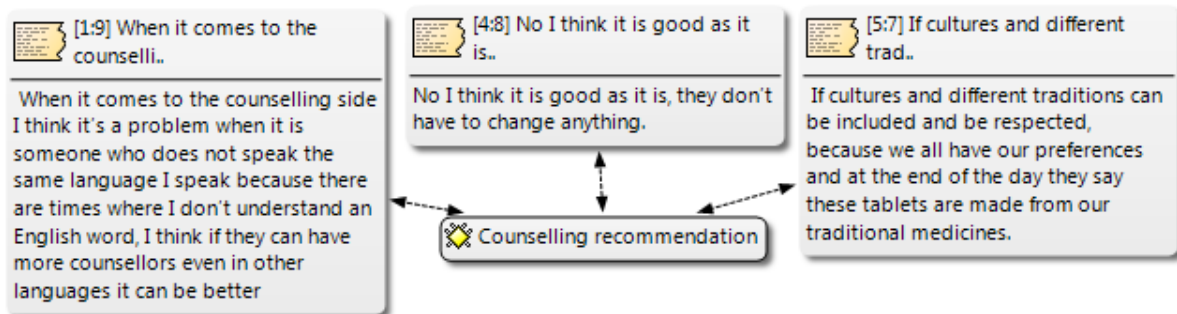 [1:9] When it comes to the
counselli..
When it comes to the counselling side
I think it's a problem when it is
someone who does not speak the
same language I speak because there
are times where I don't understand an
English word, I think if they can have
more counsellors even in other
languages it can be better
[4:8] No I think it is good as it
is..
No I think it is good as it is, they don't
have to change anything.
[5:7] If cultures and different
trad..
If cultures and different traditions can
be included and be respected,
because we all have our preferences
and at the end of the day they say
these tablets are made from our
traditional medicines.
Counselling recommendation